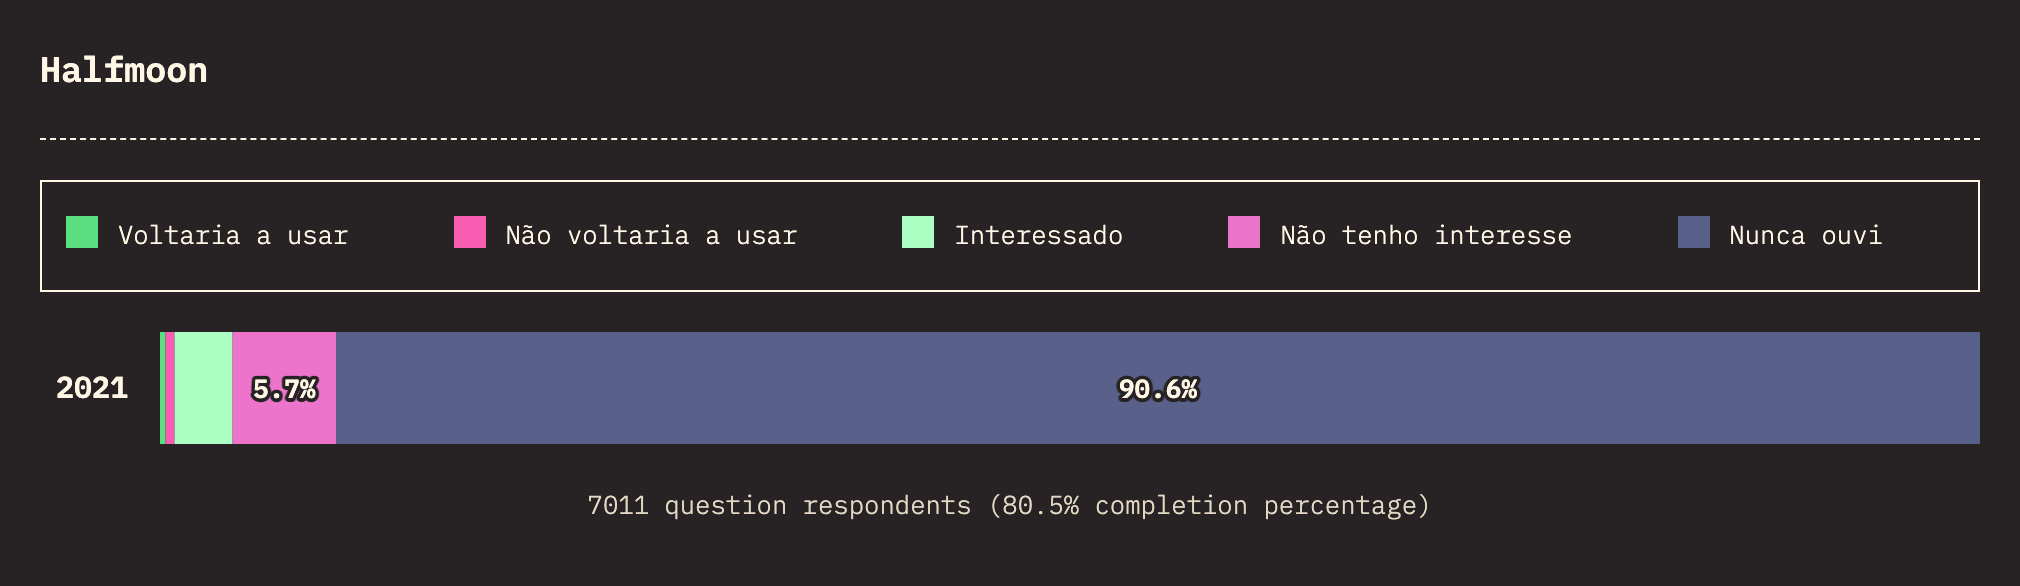 Halfmoon
Voltaria a usar Não voltaria a usar Interessado Não tenho interesse Nunca ouvi
2021 5.7% 90.6%
7011 question respondents (80.5% completion percentage)